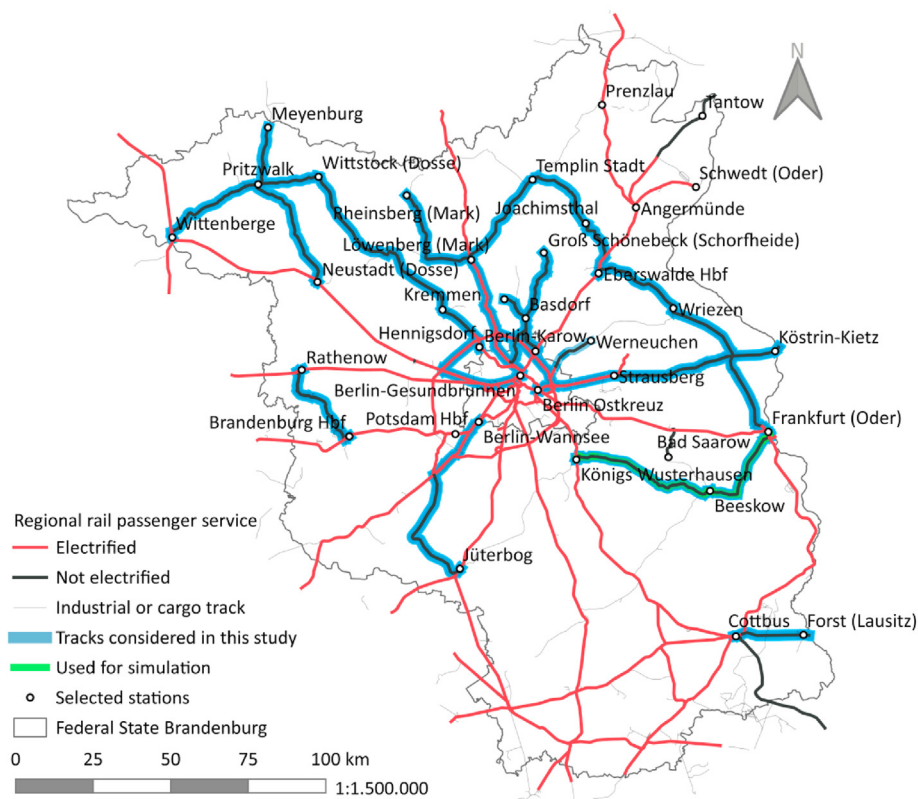 N
Prenzlau
Tantow
Meyenburg
Pritzwalk
Wittstock (Dosse)
Templin Stadt
Schwedt (Oder)
Rheinsberg (Mark)
Joachimsthal
Angermünde
Wittenberge
Löwenberg (Mark)
Groß Schönebeck (Schorfheide)
Neustadt (Dosse)
Eberswalde Hbf
Kremmen
Basdorf
Wriezen
Hennigsdorf
Berlin-Karow
Werneuchen
Köstrin-Kietz
Rathenow
Berlin-Gesundbrunnen
Strausberg
Berlin Ostkreuz
Brandenburg Hbf
Potsdam Hbf
Berlin-Wannsee
Bad Saarow
Frankfurt (Oder)
Königs Wusterhausen
Beeskow
Jüterbog
Cottbus
Forst (Lausitz)
Regional rail passenger service
Electrified
Not electrified
Industrial or cargo track
Tracks considered in this study
Used for simulation
Selected stations
Federal State Brandenburg
0 25 50 75 100 km
1:1.500.000